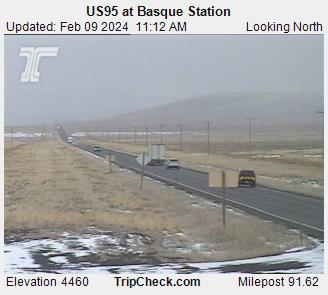 US95 at Basque Station
Updated: Feb 09 2024 11:12 AM Looking North
Elevation 4460 TripCheck.com Milepost 91.62